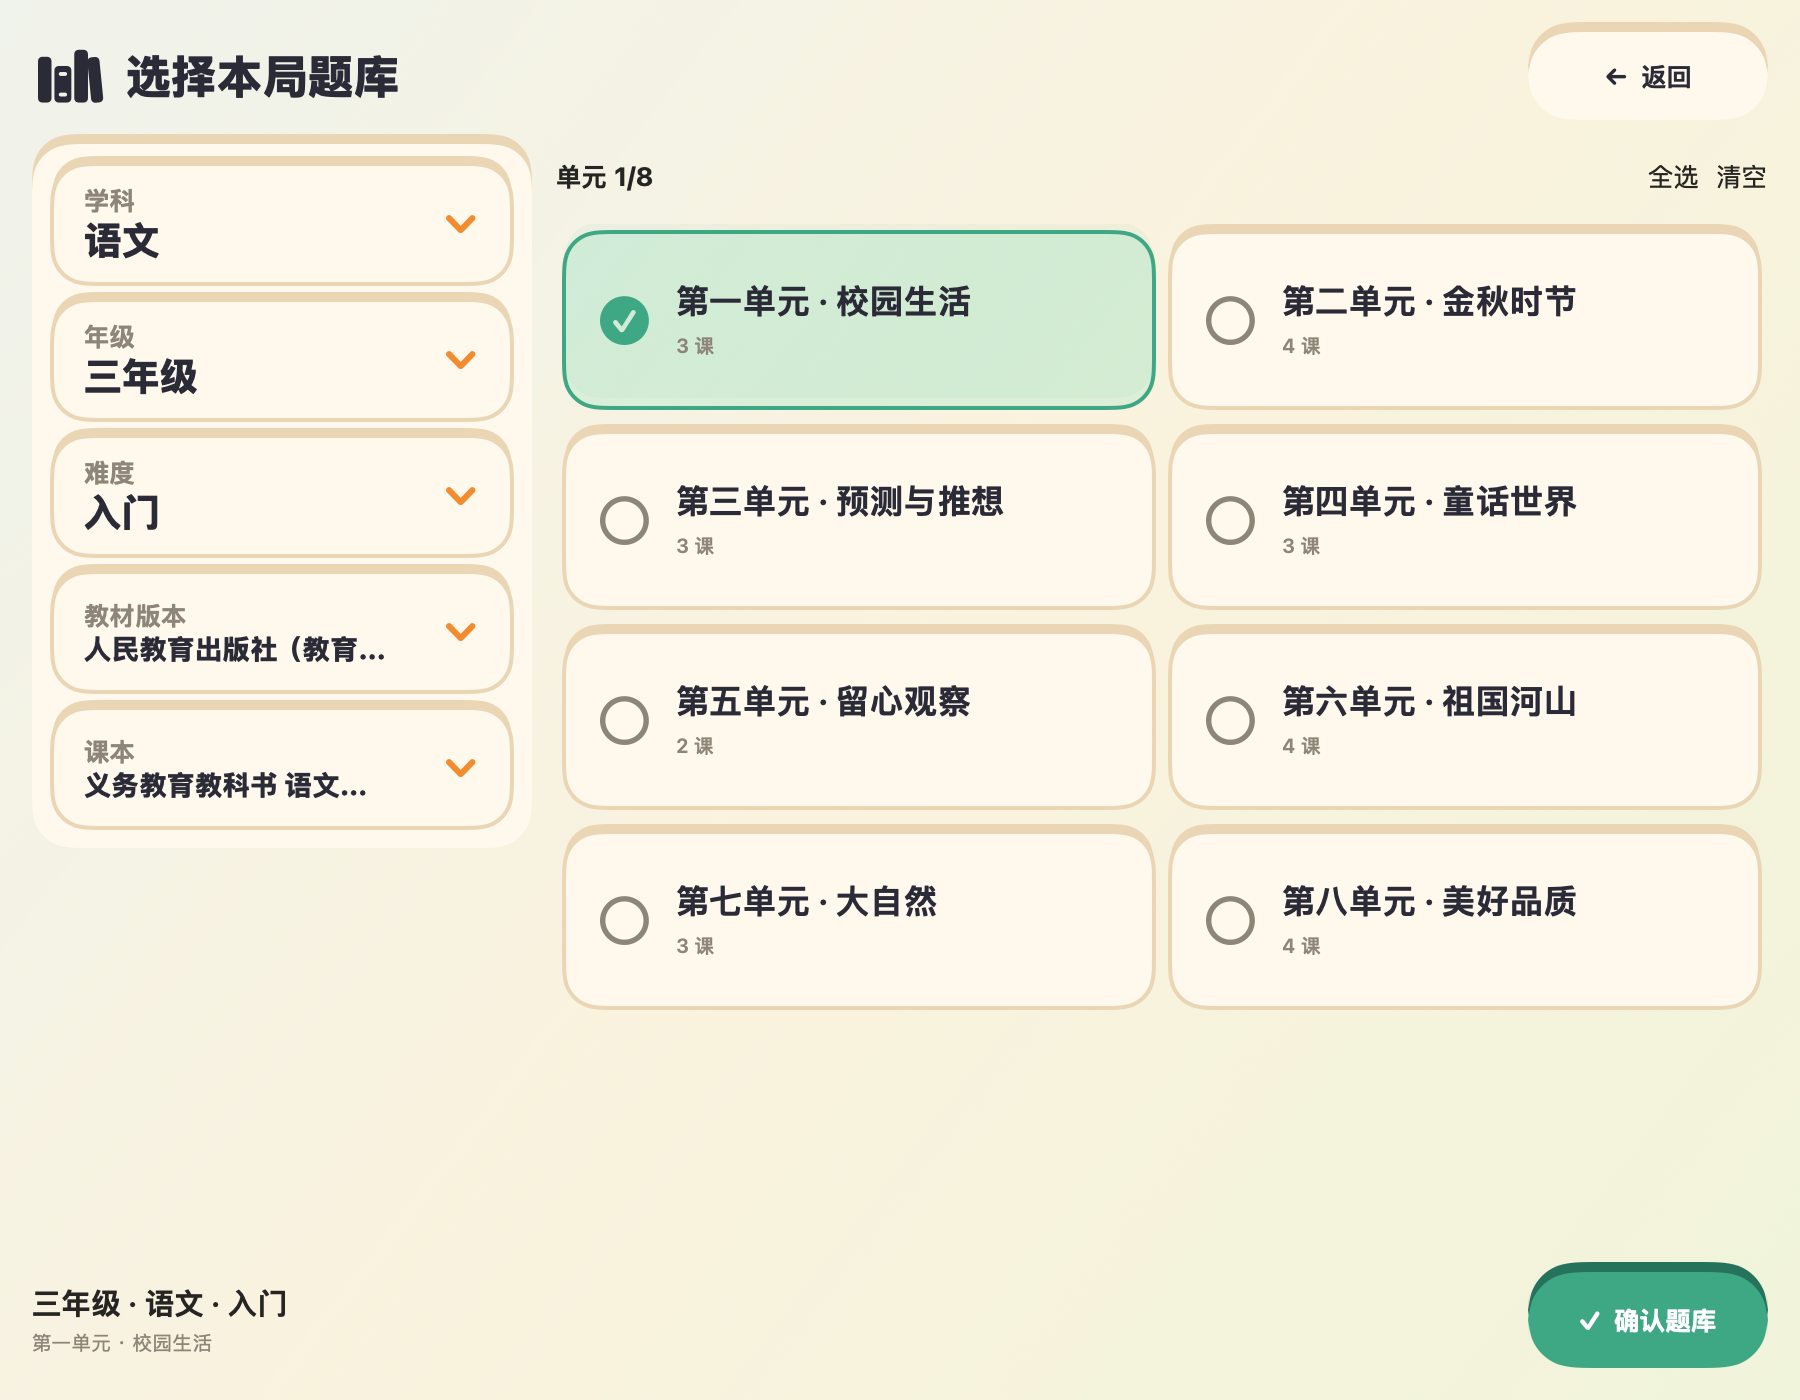 选择本局题库
返回
学科
语文
年级
三年级
难度
入门
教材版本
人民教育出版社（教育...
课本
义务教育教科书 语文...
单元 1/8
全选 清空
第一单元 · 校园生活
3 课
第二单元 · 金秋时节
4 课
第三单元 · 预测与推想
3 课
第四单元 · 童话世界
3 课
第五单元 · 留心观察
2 课
第六单元 · 祖国河山
4 课
第七单元 · 大自然
3 课
第八单元 · 美好品质
4 课
三年级 · 语文 · 入门
第一单元 · 校园生活
确认题库